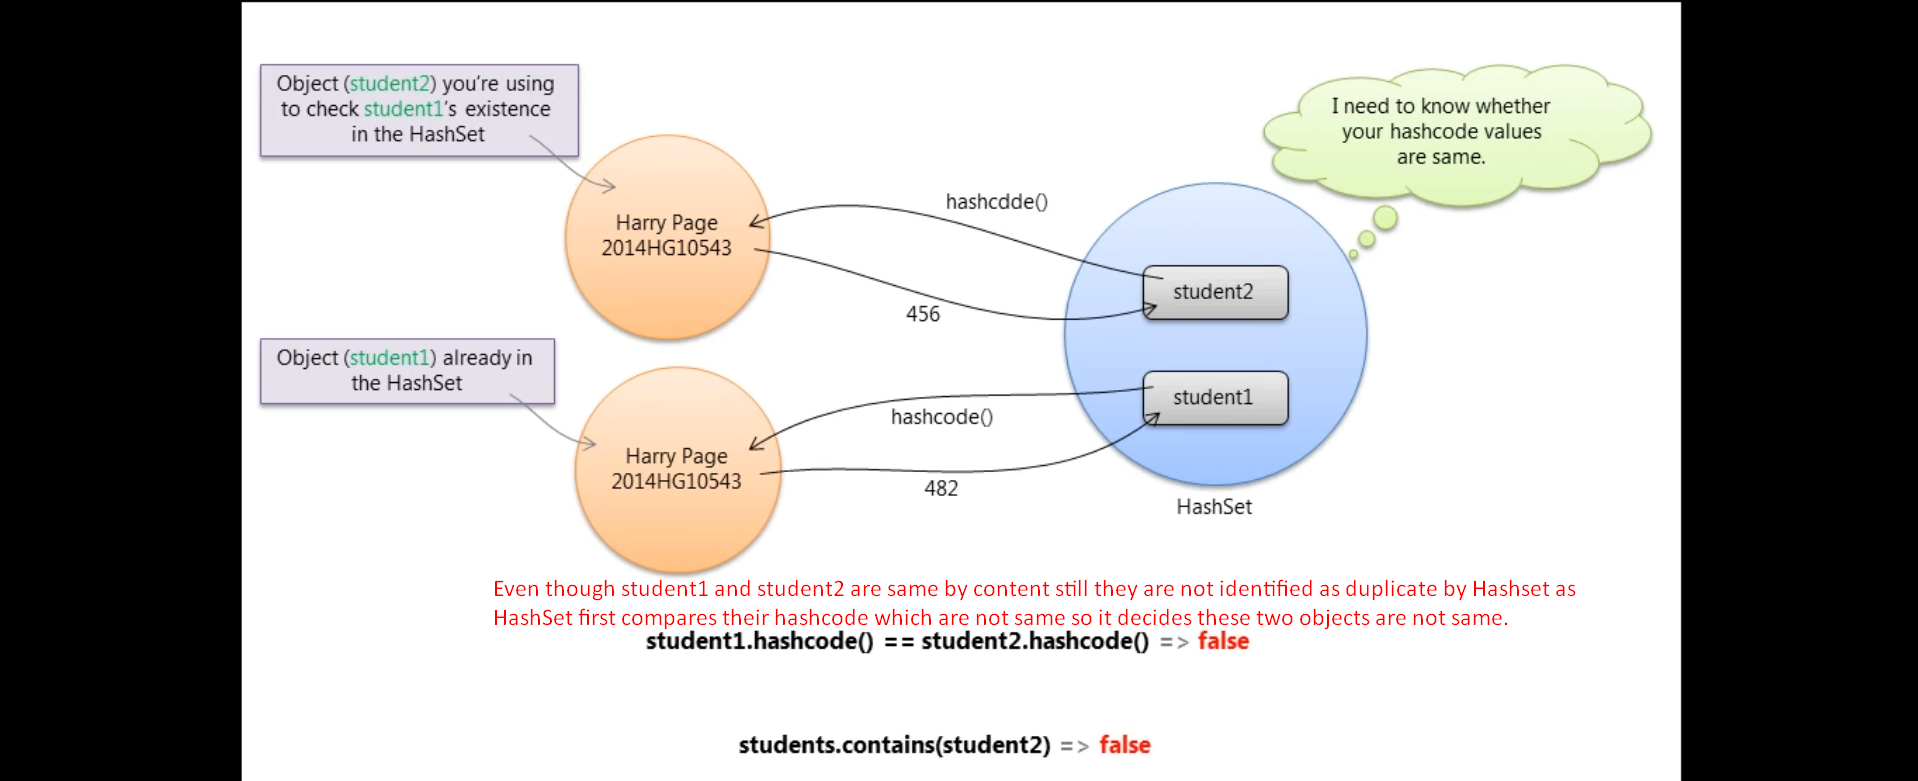 Object (student2) you're using
to check student1's existence
in the HashSet
I need to know whether
your hashcode values
are same.
Harry Page
2014HG10543
hashcdde()
student2
456
Object (student1) already in
the HashSet
student1
hashcode()
Harry Page
2014HG10543
482
HashSet
Even though student1 and student2 are same by content still they are not identified as duplicate by Hashset as
HashSet first compares their hashcode which are not same so it decides these two objects are not same.
student1.hashcode() == student2.hashcode() => false
students.contains(student2) => false